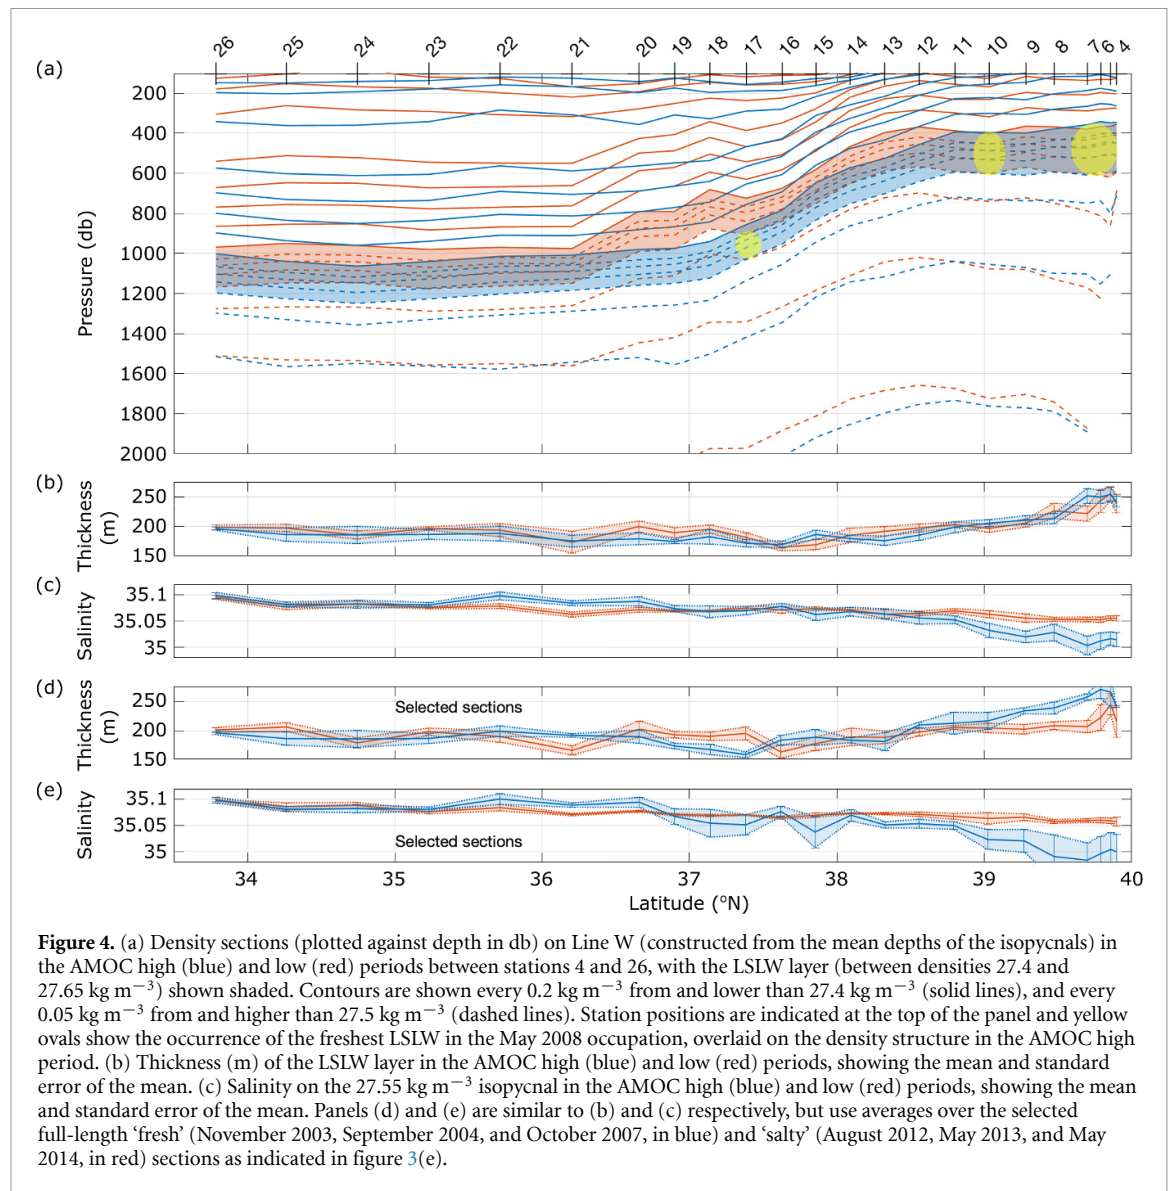 26 25 24 23 22 21 20 19 18 17 16 15 14 13 12 11 10 9 8 7 6 4
(a)
200
400
600
800
1000
1200
1400
1600
1800
2000
Pressure (db)
(b)
Thickness
(m)
250
200
150
(c)
Salinity
35.1
35.05
35
(d)
Thickness
(m)
250
200
150
Selected sections
(e)
Salinity
35.1
35.05
35
Selected sections
34 35 36 37 38 39 40
Latitude (°N)
Figure 4. (a) Density sections (plotted against depth in db) on Line W (constructed from the mean depths of the isopycnals) in
the AMOC high (blue) and low (red) periods between stations 4 and 26, with the LSLW layer (between densities 27.4 and
27.65 kg m−3) shown shaded. Contours are shown every 0.2 kg m−3 from and lower than 27.4 kg m−3 (solid lines), and every
0.05 kg m−3 from and higher than 27.5 kg m−3 (dashed lines). Station positions are indicated at the top of the panel and yellow
ovals show the occurrence of the freshest LSLW in the May 2008 occupation, overlaid on the density structure in the AMOC high
period. (b) Thickness (m) of the LSLW layer in the AMOC high (blue) and low (red) periods, showing the mean and standard
error of the mean. (c) Salinity on the 27.55 kg m−3 isopycnal in the AMOC high (blue) and low (red) periods, showing the mean
and standard error of the mean. Panels (d) and (e) are similar to (b) and (c) respectively, but use averages over the selected
full-length ‘fresh’ (November 2003, September 2004, and October 2007, in blue) and ‘salty’ (August 2012, May 2013, and May
2014, in red) sections as indicated in figure 3(e).